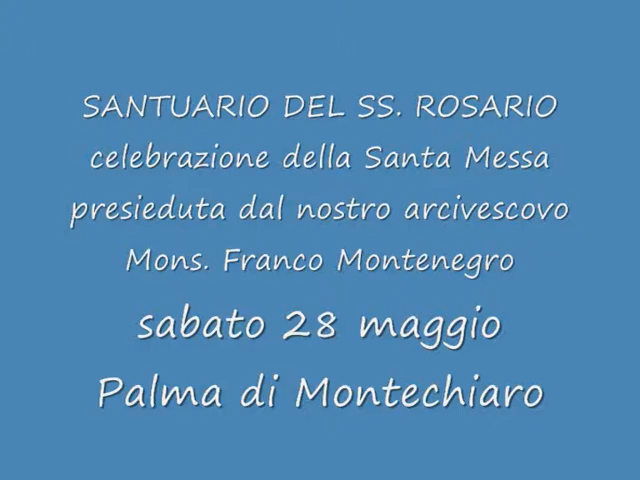 SANTUARIO DEL SS. ROSARIO
celebrazione della Santa Messa
presieduta dal nostro arcivescovo
Mons. Franco Montenegro
sabato 28 maggio
Palma di Montechiaro